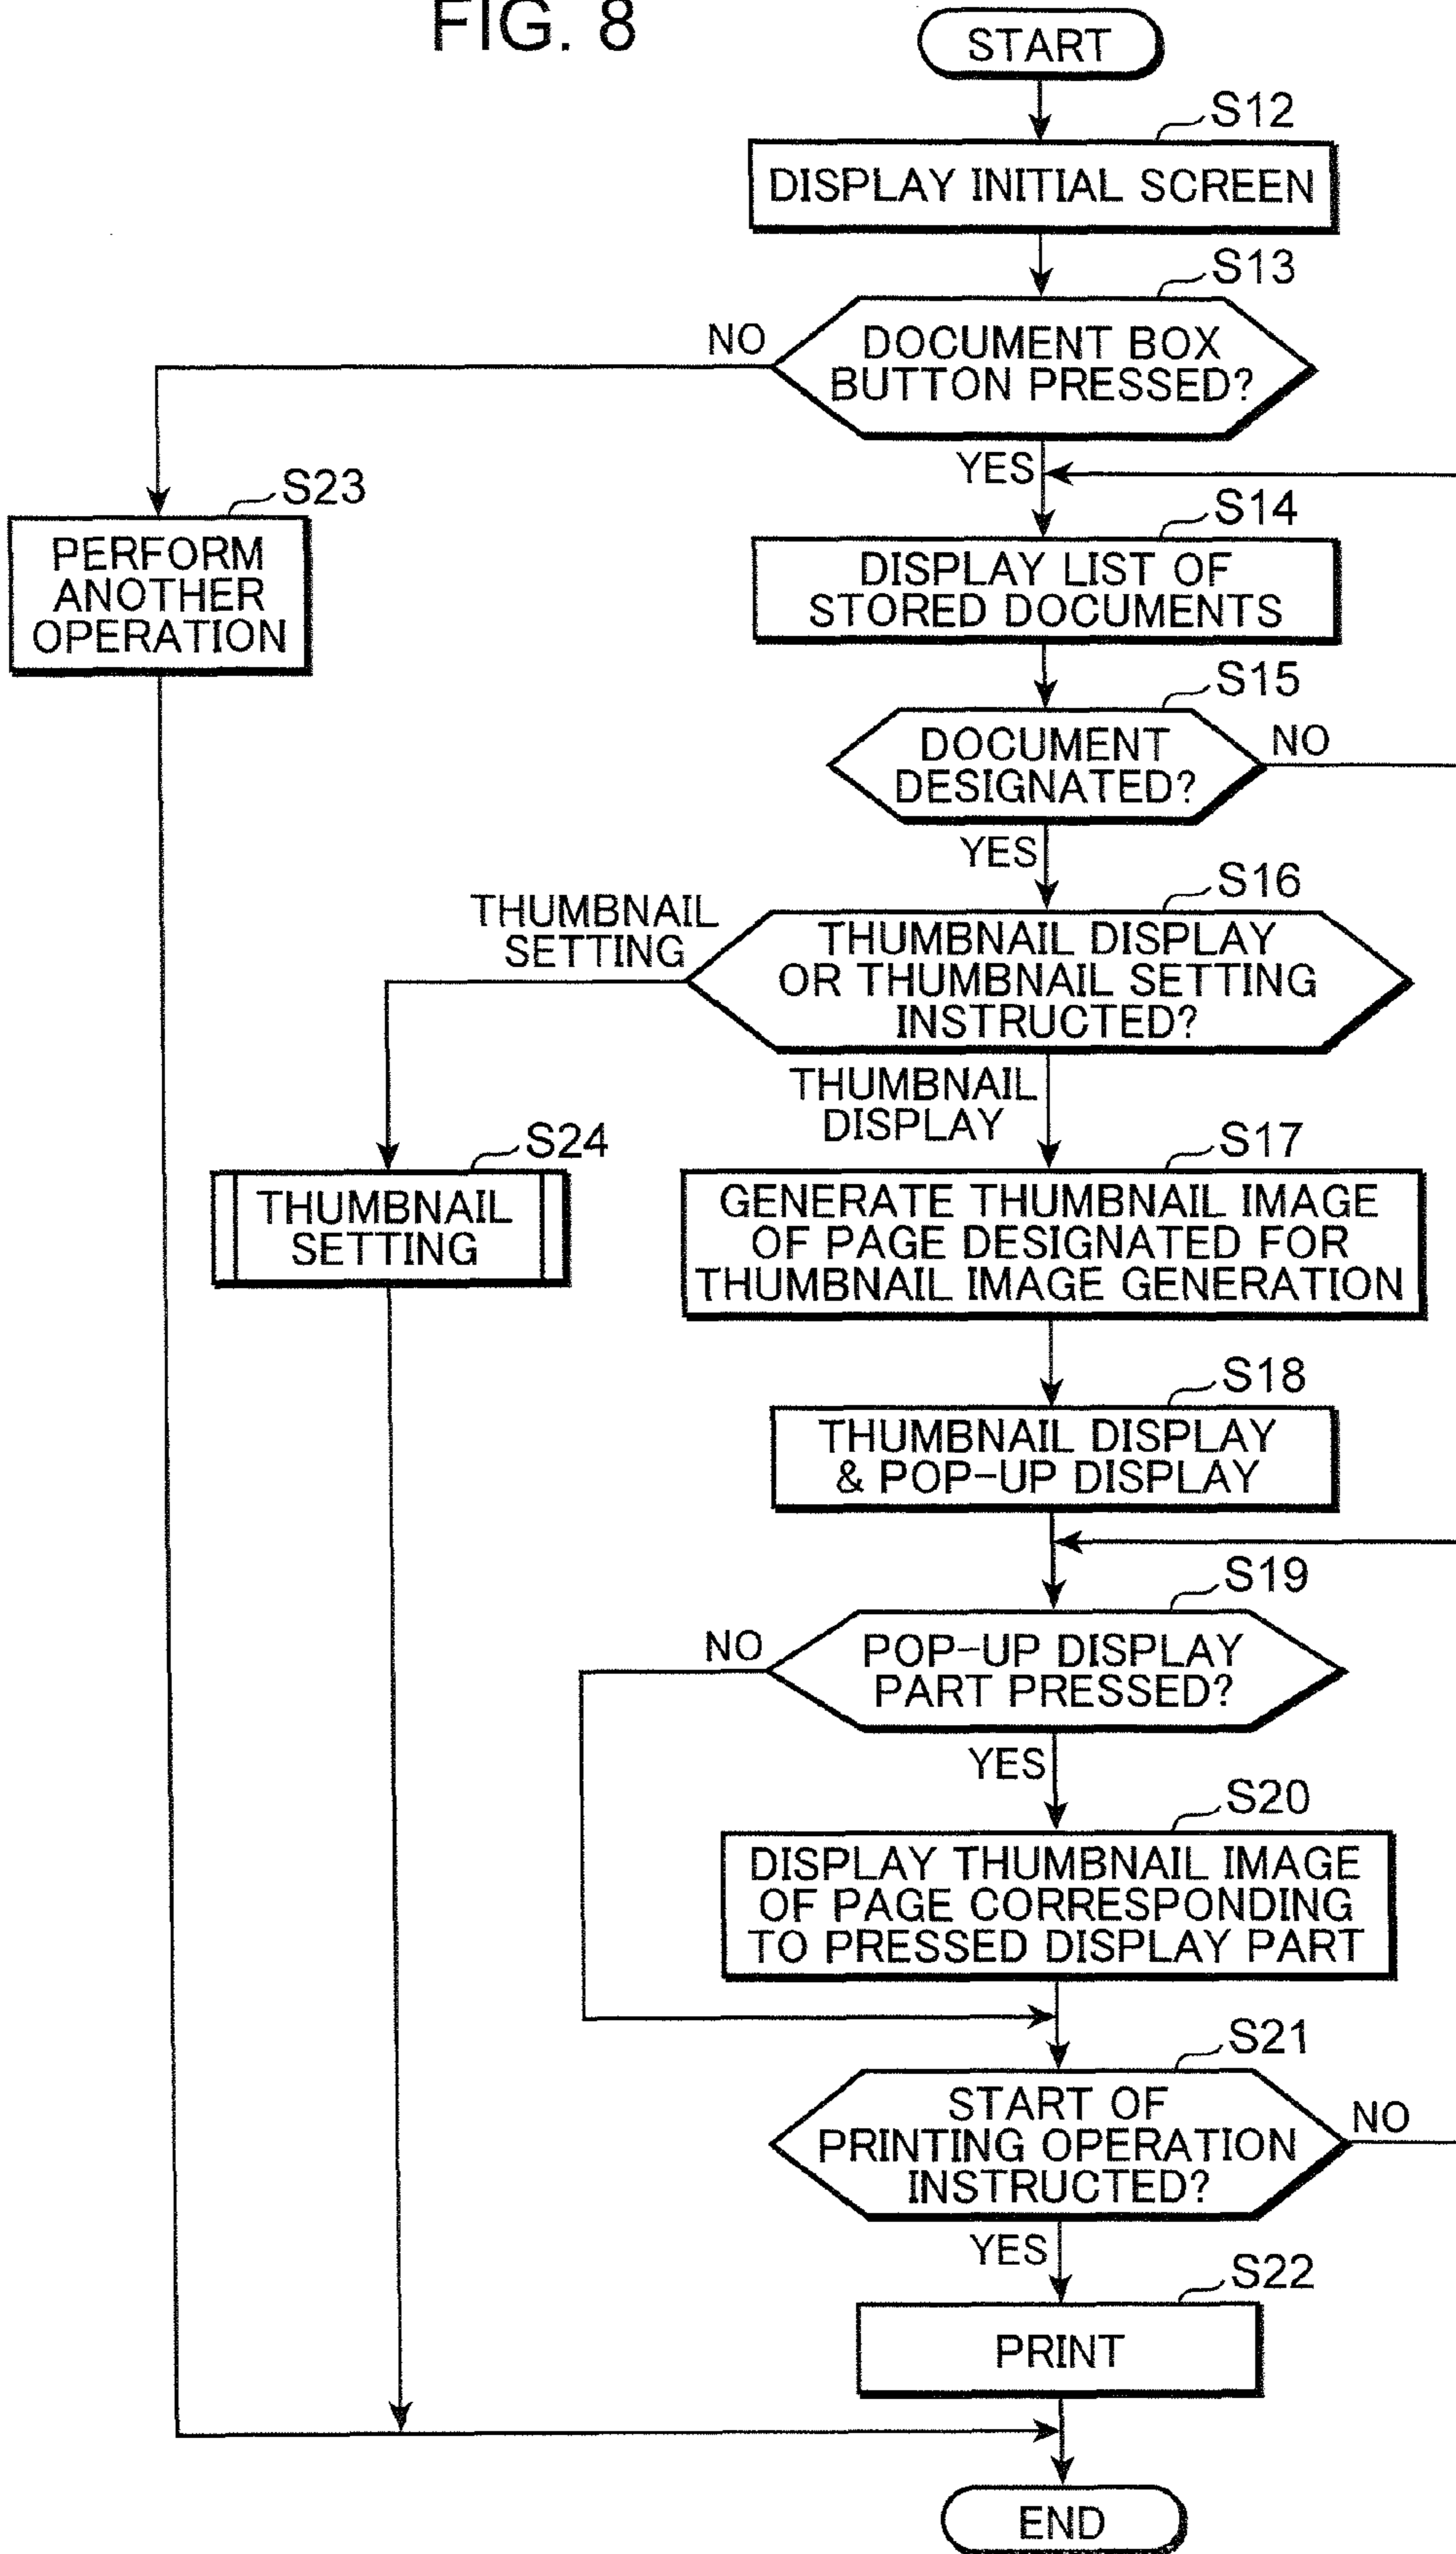 FIG. 8
START
S12
DISPLAY INITIAL SCREEN
S13
NO
DOCUMENT BOX
BUTTON PRESSED?
YES
S23
PERFORM
ANOTHER
OPERATION
S14
DISPLAY LIST OF
STORED DOCUMENTS
S15
DOCUMENT
DESIGNATED?
NO
YES
S16
THUMBNAIL
SETTING
THUMBNAIL DISPLAY
OR THUMBNAIL SETTING
INSTRUCTED?
THUMBNAIL
DISPLAY
S24
THUMBNAIL
SETTING
S17
GENERATE THUMBNAIL IMAGE
OF PAGE DESIGNATED FOR
THUMBNAIL IMAGE GENERATION
S18
THUMBNAIL DISPLAY
& POP-UP DISPLAY
S19
NO
POP-UP DISPLAY
PART PRESSED?
YES
S20
DISPLAY THUMBNAIL IMAGE
OF PAGE CORRESPONDING
TO PRESSED DISPLAY PART
S21
START OF
PRINTING OPERATION
INSTRUCTED?
NO
YES
S22
PRINT
END